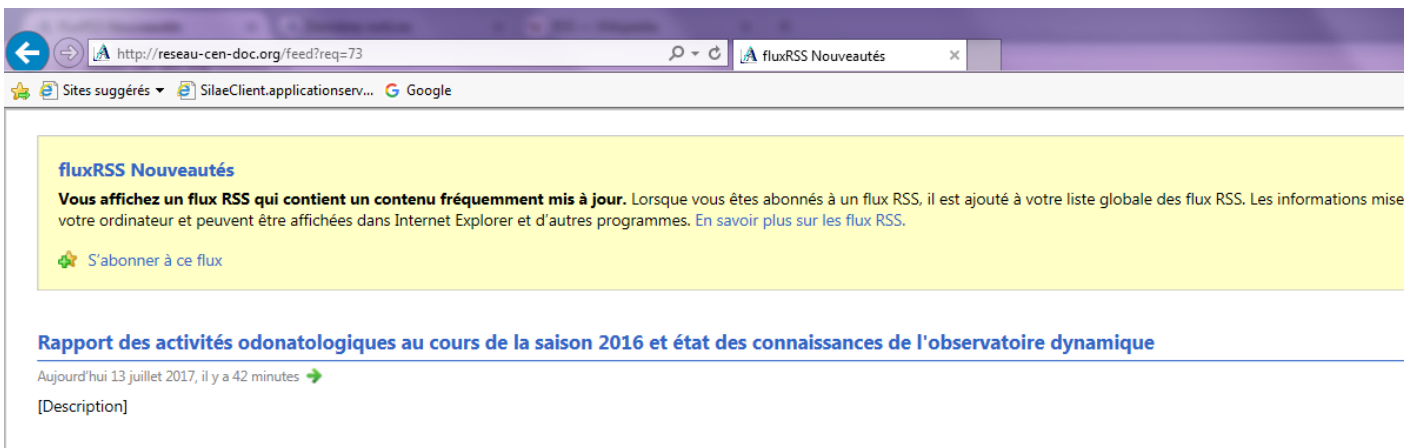 http://reseau-cen-doc.org/feed?req=73
fluxRSS Nouveautés
Sites suggérés
SilaeClient.applicationserv...
Google
fluxRSS Nouveautés
Vous affichez un flux RSS qui contient un contenu fréquemment mis à jour. Lorsque vous êtes abonnés à un flux RSS, il est ajouté à votre liste globale des flux RSS. Les informations mise
votre ordinateur et peuvent être affichées dans Internet Explorer et d'autres programmes. En savoir plus sur les flux RSS.
S'abonner à ce flux
Rapport des activités odonatologiques au cours de la saison 2016 et état des connaissances de l'observatoire dynamique
Aujourd'hui 13 juillet 2017, il y a 42 minutes
[Description]